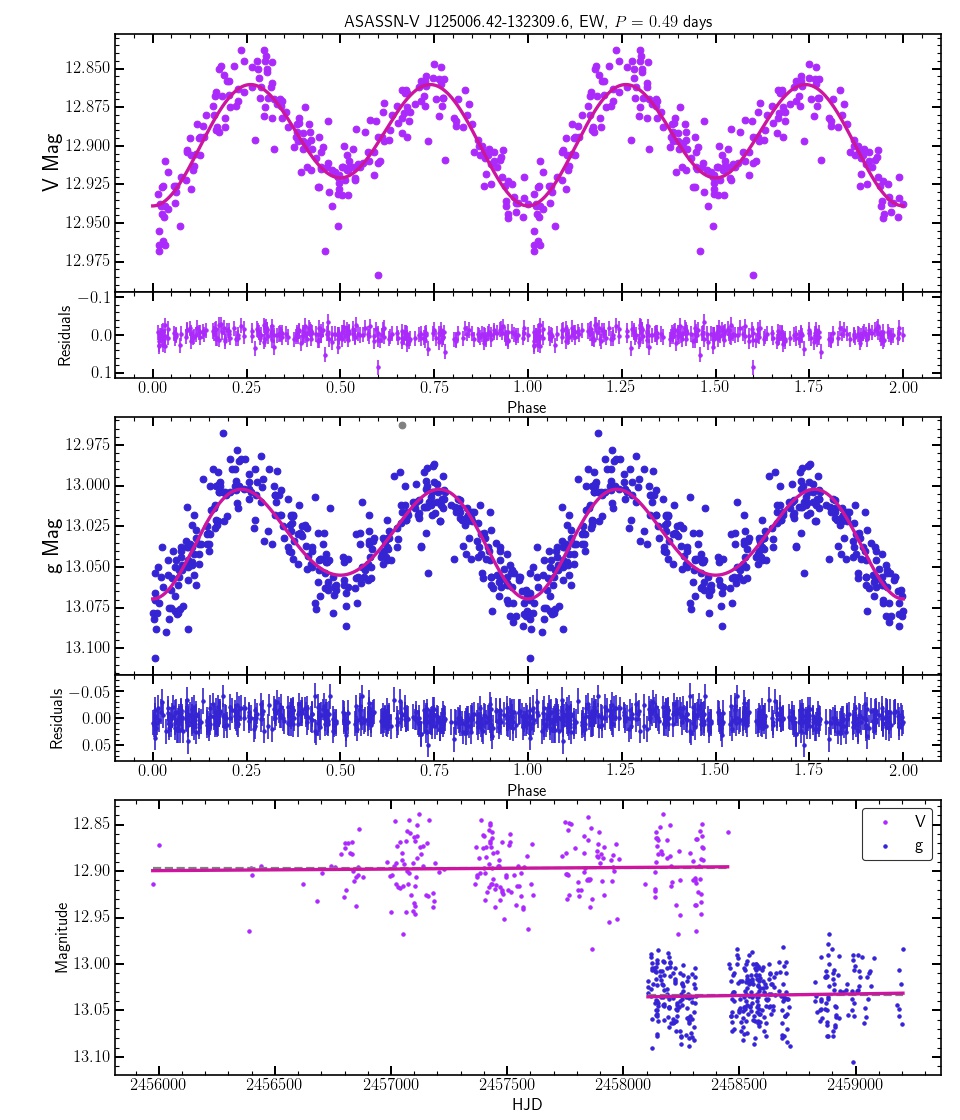 ASASSN-V J125006.42-132309.6, EW, P = 0.49 days
V Mag
12.850
12.875
12.900
12.925
12.950
12.975
Residuals
−0.1
0.0
0.1
0.00 0.25 0.50 0.75 1.00 1.25 1.50 1.75 2.00
Phase
g Mag
12.975
13.000
13.025
13.050
13.075
13.100
Residuals
−0.05
0.00
0.05
0.00 0.25 0.50 0.75 1.00 1.25 1.50 1.75 2.00
Phase
Magnitude
12.85
12.90
12.95
13.00
13.05
13.10
V
g
2456000 2456500 2457000 2457500 2458000 2458500 2459000
HJD